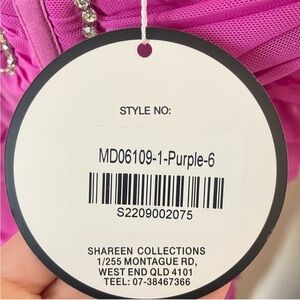 STYLE NO:
MD06109-1-Purple-6
S2209002075
SHAREEN COLLECTIONS
1/255 MONTAGUE RD,
WEST END QLD 4101
TEEL: 07-38467366